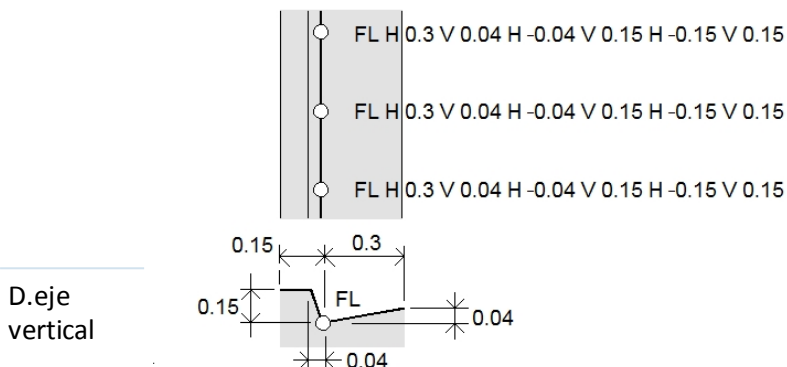 FL H 0.3 V 0.04 H -0.04 V 0.15 H -0.15 V 0.15
FL H 0.3 V 0.04 H -0.04 V 0.15 H -0.15 V 0.15
FL H 0.3 V 0.04 H -0.04 V 0.15 H -0.15 V 0.15
0.15 0.3
0.15 FL 0.04
0.04
D.eje
vertical